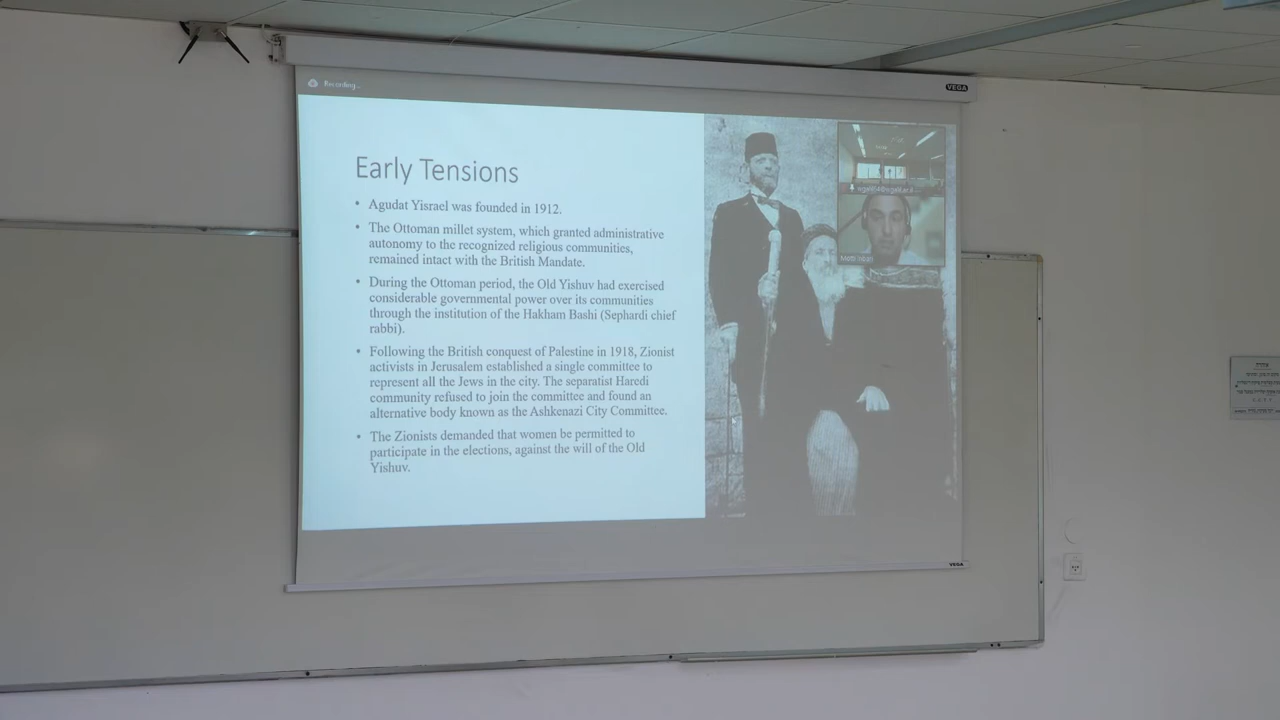 Recording...
VEGA
Early Tensions
• Agudat Yisrael was founded in 1912.
• The Ottoman millet system, which granted administrative
autonomy to the recognized religious communities,
remained intact with the British Mandate.
• During the Ottoman period, the Old Yishuv had exercised
considerable governmental power over its communities
through the institution of the Hakham Bashi (Sephardi chief
rabbi).
• Following the British conquest of Palestine in 1918, Zionist
activists in Jerusalem established a single committee to
represent all the Jews in the city. The separatist Haredi
community refused to join the committee and found an
alternative body known as the Ashkenazi City Committee.
• The Zionists demanded that women be permitted to
participate in the elections, against the will of the Old
Yishuv.
VEGA